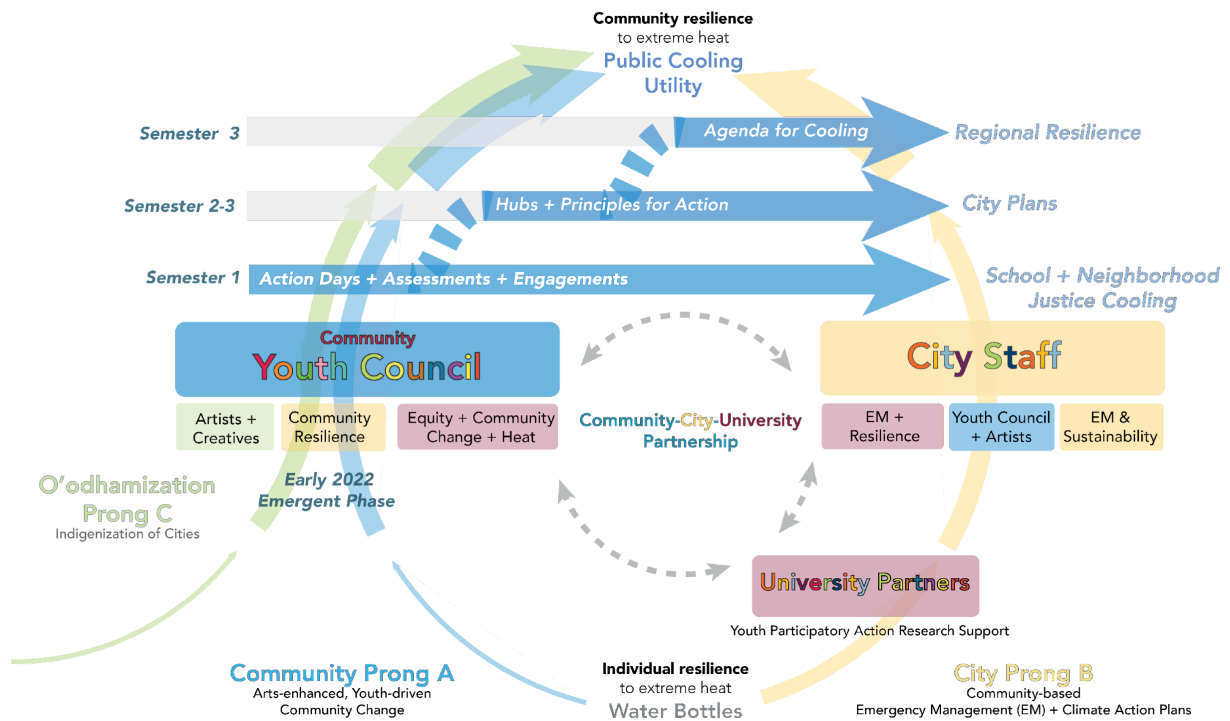 Community resilience
to extreme heat
Public Cooling
Utility
Semester 3
Agenda for Cooling
Regional Resilience
Semester 2-3
Hubs + Principles for Action
City Plans
Semester 1
Action Days + Assessments + Engagements
School + Neighborhood
Justice Cooling
Community
Youth Council
City Staff
Artists +
Creatives
Community
Resilience
Equity + Community
Change + Heat
Community-City-University
Partnership
EM +
Resilience
Youth Council
+ Artists
EM &
Sustainability
O'odhamization
Prong C
Indigenization of Cities
Early 2022
Emergent Phase
University Partners
Youth Participatory Action Research Support
Community Prong A
Arts-enhanced, Youth-driven
Community Change
Individual resilience
to extreme heat
Water Bottles
City Prong B
Community-based
Emergency Management (EM) + Climate Action Plans